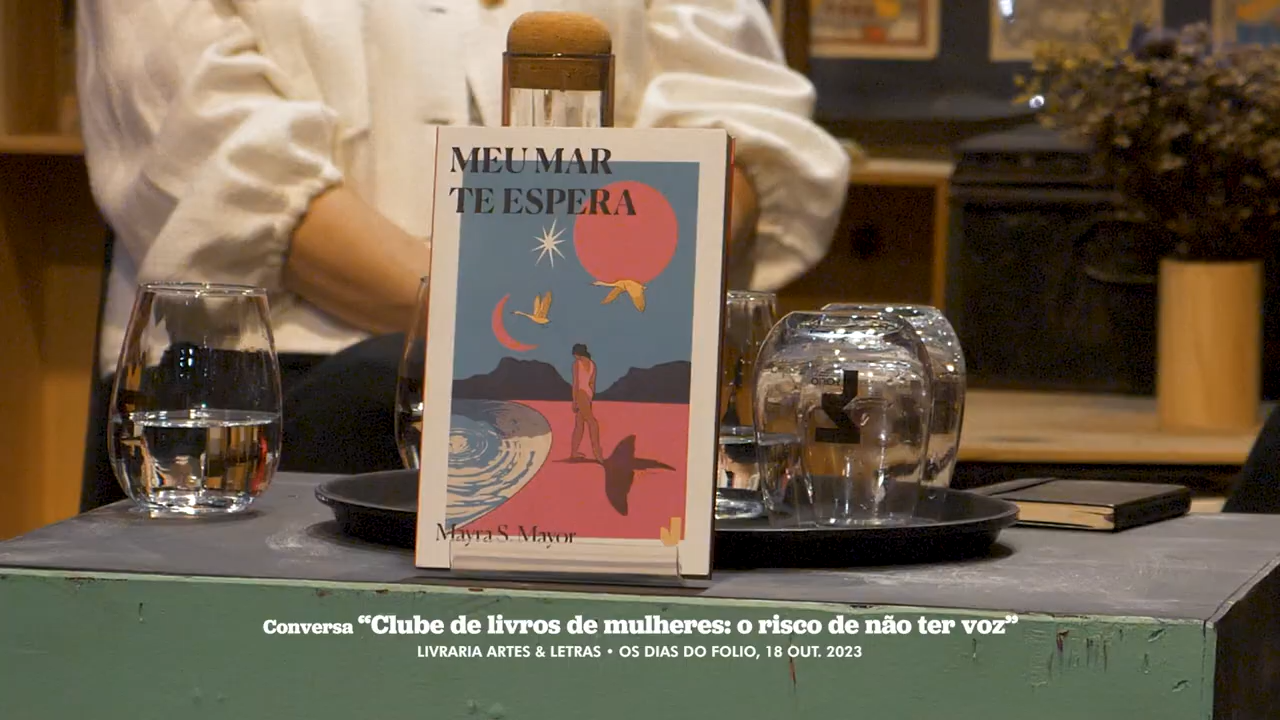 MEU MAR
TE ESPERA
Mayra S. Mayor
Conversa “Clube de livros de mulheres: o risco de não ter voz”
LIVRARIA ARTES & LETRAS • OS DIAS DO FOLIO, 18 OUT. 2023